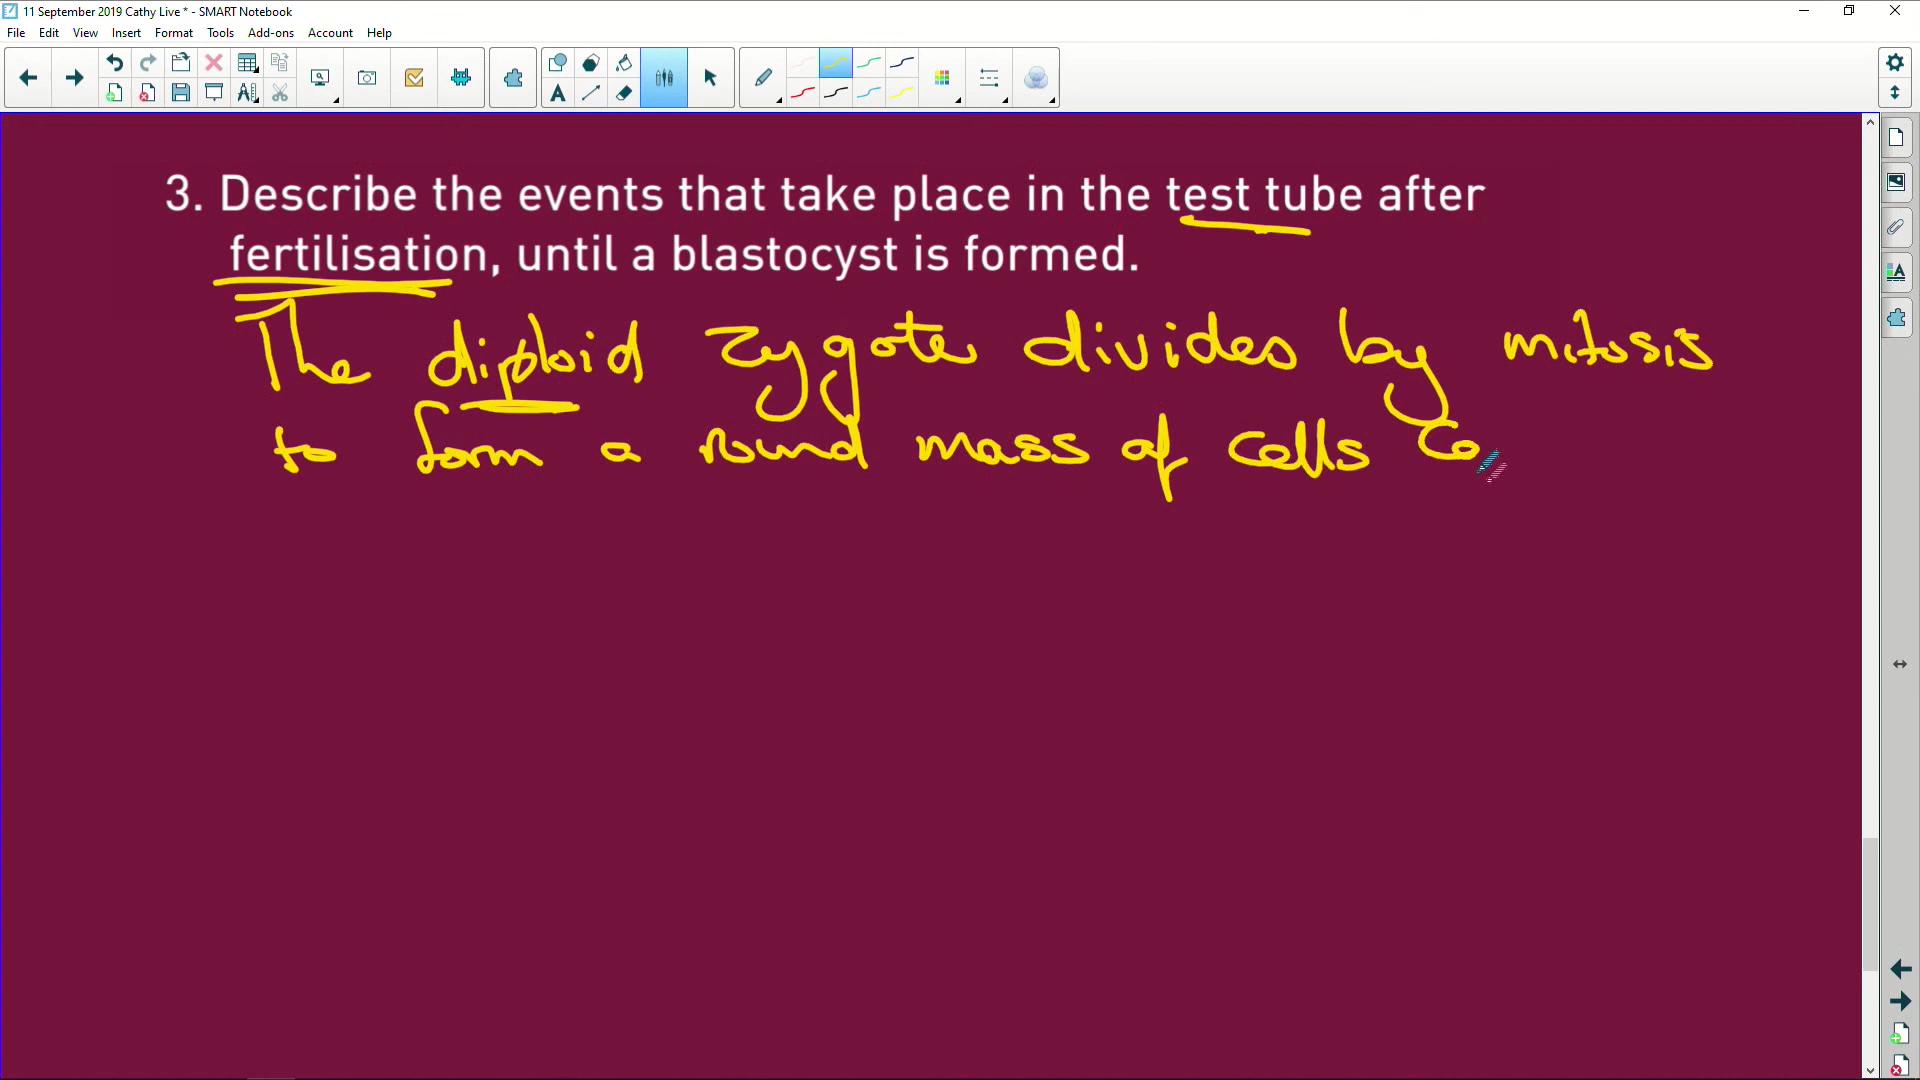 11 September 2019 Cathy Live * - SMART Notebook
File Edit View Insert Format Tools Add-ons Account Help
3. Describe the events that take place in the test tube after
fertilisation, until a blastocyst is formed.
The diploid zygote divides by mitosis
to form a round mass of cells co